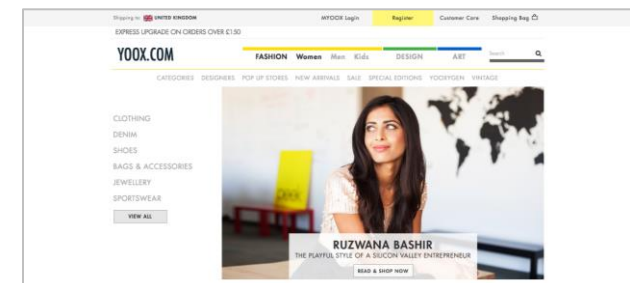 Shipping to: UNITED KINGDOM MYOOX Login Register Customer Care Shopping Bag
EXPRESS UPGRADE ON ORDERS OVER £150
YOOX.COM
FASHION Women Men Kids DESIGN ART Search
CATEGORIES DESIGNERS POP UP STORES NEW ARRIVALS SALE SPECIAL EDITIONS YOOXYGEN VINTAGE
CLOTHING
DENIM
SHOES
BAGS & ACCESSORIES
JEWELLERY
SPORTSWEAR
VIEW ALL
RUZWANA BASHIR
THE PLAYFUL STYLE OF A SILICON VALLEY ENTREPRENEUR
READ & SHOP NOW